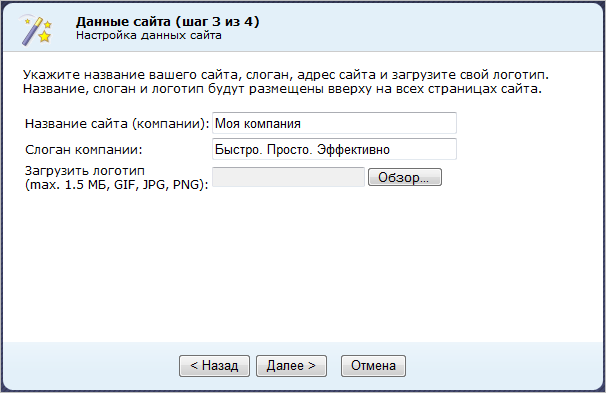 Данные сайта (шаг 3 из 4)
Настройка данных сайта
Укажите название вашего сайта, слоган, адрес сайта и загрузите свой логотип.
Название, слоган и логотип будут размещены вверху на всех страницах сайта.
Название сайта (компании): Моя компания
Слоган компании: Быстро. Просто. Эффективно
Загрузить логотип
(max. 1.5 МБ, GIF, JPG, PNG): Обзор...
< Назад Далее > Отмена